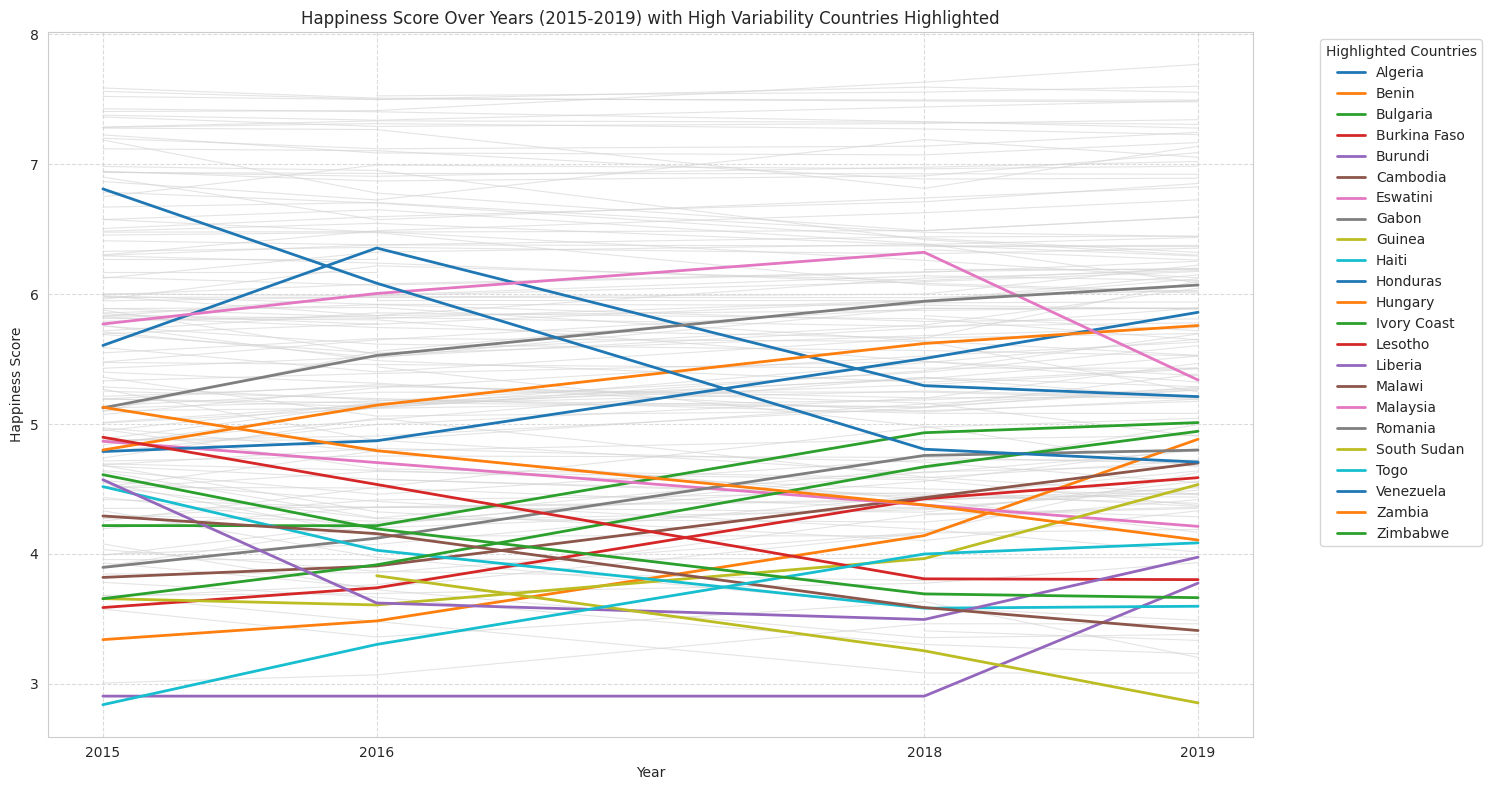 Happiness Score Over Years (2015-2019) with High Variability Countries Highlighted
8
7
6
5
4
3
Happiness Score
2015
2016
2018
2019
Year
Highlighted Countries
Algeria
Benin
Bulgaria
Burkina Faso
Burundi
Cambodia
Eswatini
Gabon
Guinea
Haiti
Honduras
Hungary
Ivory Coast
Lesotho
Liberia
Malawi
Malaysia
Romania
South Sudan
Togo
Venezuela
Zambia
Zimbabwe